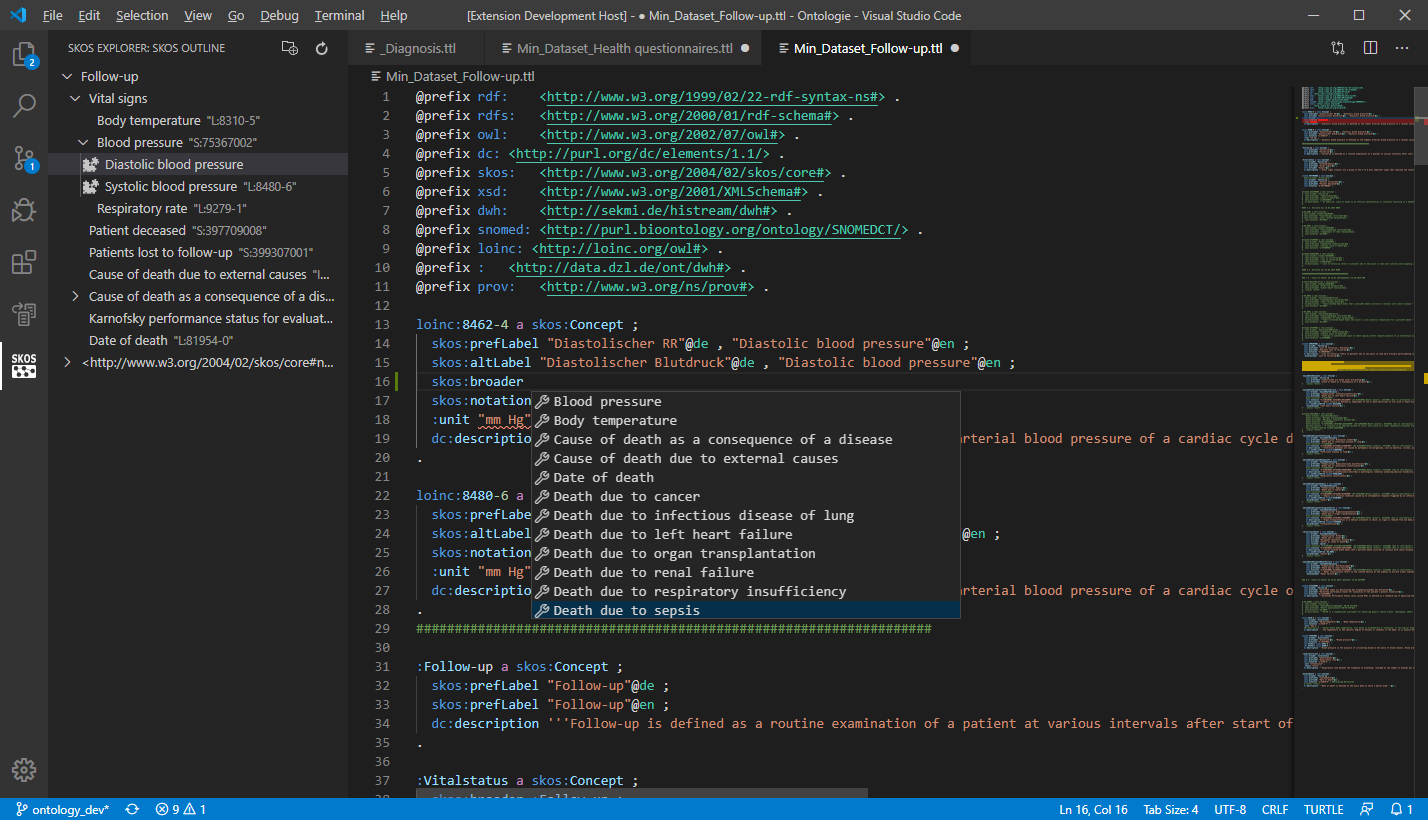 File Edit Selection View Go Debug Terminal Help [Extension Development Host] - ● Min_Dataset_Follow-up.ttl - Ontologie - Visual Studio Code
SKOS EXPLORER: SKOS OUTLINE
_Diagnosis.ttl Min_Dataset_Health questionnaires.ttl ● Min_Dataset_Follow-up.ttl ●
2
1
SKOS
Follow-up
Vital signs
Body temperature "L:8310-5"
Blood pressure "S:75367002"
Diastolic blood pressure
Systolic blood pressure "L:8480-6"
Respiratory rate "L:9279-1"
Patient deceased "S:397709008"
Patients lost to follow-up "S:399307001"
Cause of death due to external causes "I...
Cause of death as a consequence of a dis...
Karnofsky performance status for evaluat...
Date of death "L:81954-0"
<http://www.w3.org/2004/02/skos/core#n...
Min_Dataset_Follow-up.ttl
1 @prefix rdf: <http://www.w3.org/1999/02/22-rdf-syntax-ns#> .
2 @prefix rdfs: <http://www.w3.org/2000/01/rdf-schema#> .
3 @prefix owl: <http://www.w3.org/2002/07/owl#> .
4 @prefix dc: <http://purl.org/dc/elements/1.1/> .
5 @prefix skos: <http://www.w3.org/2004/02/skos/core#> .
6 @prefix xsd: <http://www.w3.org/2001/XMLSchema#> .
7 @prefix dwh: <http://sekmi.de/histream/dwh#> .
8 @prefix snomed: <http://purl.bioontology.org/ontology/SNOMEDCT/> .
9 @prefix loinc: <http://loinc.org/owl#> .
10 @prefix : <http://data.dzl.de/ont/dwh#> .
11 @prefix prov: <http://www.w3.org/ns/prov#> .
12
13 loinc:8462-4 a skos:Concept ;
14 skos:prefLabel "Diastolischer RR"@de , "Diastolic blood pressure"@en ;
15 skos:altLabel "Diastolischer Blutdruck"@de , "Diastolic blood pressure"@en ;
16 skos:broader
17 skos:notation
18 :unit "mm Hg"
19 dc:descriptio arterial blood pressure of a cardiac cycle d
20 .
21
22 loinc:8480-6 a
23 skos:prefLabe
24 skos:altLabel @en ;
25 skos:notation
26 :unit "mm Hg"
27 dc:descriptio arterial blood pressure of a cardiac cycle o
28 .
Blood pressure
Body temperature
Cause of death as a consequence of a disease
Cause of death due to external causes
Date of death
Death due to cancer
Death due to infectious disease of lung
Death due to left heart failure
Death due to organ transplantation
Death due to renal failure
Death due to respiratory insufficiency
Death due to sepsis
29 ###################################################################
30
31 :Follow-up a skos:Concept ;
32 skos:prefLabel "Follow-up"@de ;
33 skos:prefLabel "Follow-up"@en ;
34 dc:description '''Follow-up is defined as a routine examination of a patient at various intervals after start of
35 .
36
37 :Vitalstatus a skos:Concept ;
38 skos:broader :Follow-up ;
ontology_dev* 9 1 Ln 16, Col 16 Tab Size: 4 UTF-8 CRLF TURTLE 1